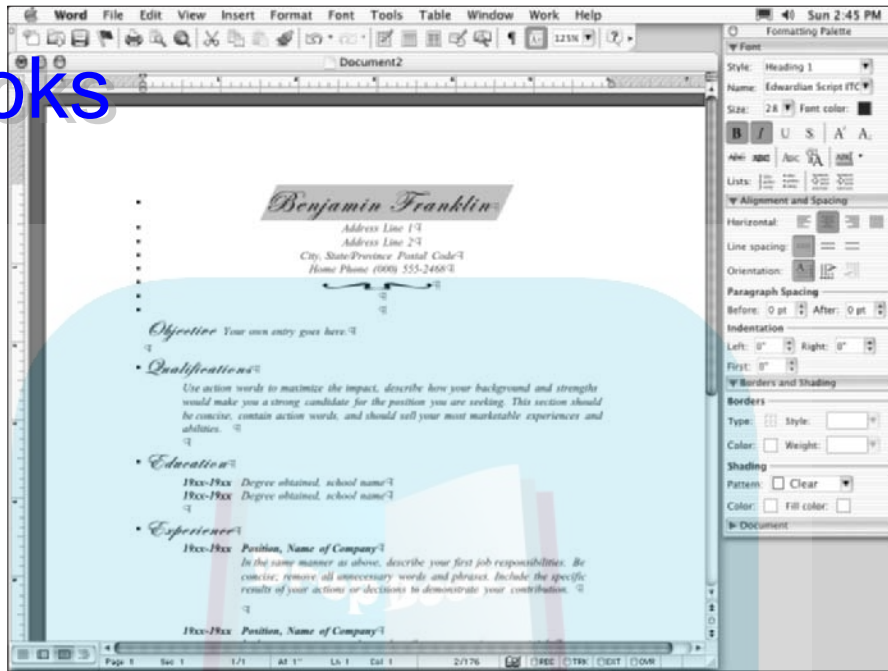 Word File Edit View Insert Format Font Tools Table Window Work Help
Sun 2:45 PM
125%
Document2
oks
Formatting Palette
Font
Style: Heading 1
Name: Edwardian Script ITC
Size: 28 Font color:
B I U S A² A₂
ABC ABC Abc
Lists:
Alignment and Spacing
Horizontal:
Line spacing:
Orientation:
Paragraph Spacing
Before: 0 pt After: 0 pt
Indentation
Left: 0" Right: 0"
First: 0"
Borders and Shading
Borders
Type: Style:
Color: Weight:
Shading
Pattern: Clear
Color: Fill color:
Document
Benjamin Franklin
Address Line 1
Address Line 2
City, State/Province Postal Code
Home Phone (000) 555-2468
Objective Your own entry goes here.
Qualifications
Use action words to maximize the impact, describe how your background and strengths
would make you a strong candidate for the position you are seeking. This section should
be concise, contain action words, and should sell your most marketable experiences and
abilities.
Education
19xx-19xx Degree obtained, school name
19xx-19xx Degree obtained, school name
Experience
19xx-19xx Position, Name of Company
In the same manner as above, describe your first job responsibilities. Be
concise; remove all unnecessary words and phrases. Include the specific
results of your actions or decisions to demonstrate your contribution.
19xx-19xx Position, Name of Company
Page 1 Sec 1 1/1 At 1" Ln 1 Col 1 2/176 REC TRK EXT OVR